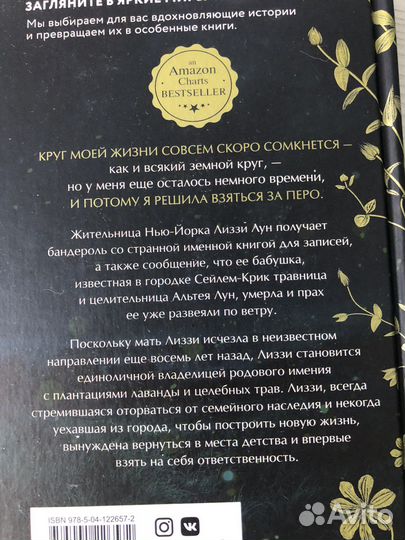 ЗАГЛЯНИТЕ В ЯРКИЕ
Мы выбираем для вас вдохновляющие истории
и превращаем их в особенные книги.
an
Amazon
Charts
BESTSELLER
КРУГ МОЕЙ ЖИЗНИ СОВСЕМ СКОРО СОМКНЕТСЯ —
как и всякий земной круг, —
но у меня еще осталось немного времени,
И ПОТОМУ Я РЕШИЛА ВЗЯТЬСЯ ЗА ПЕРО.
Жительница Нью-Йорка Лиззи Лун получает
бандероль со странной именной книгой для записей,
а также сообщение, что ее бабушка,
известная в городке Сейлем-Крик травница
и целительница Альтея Лун, умерла и прах
ее уже развеяли по ветру.
Поскольку мать Лиззи исчезла в неизвестном
направлении еще восемь лет назад, Лиззи становится
единоличной владелицей родового имения
с плантациями лаванды и целебных трав. Лиззи, всегда
стремившаяся оторваться от семейного наследия и некогда
уехавшая из города, чтобы построить новую жизнь,
вынуждена вернуться в места детства и впервые
взять на себя ответственность.
ISBN 978-5-04-122657-2
Avito